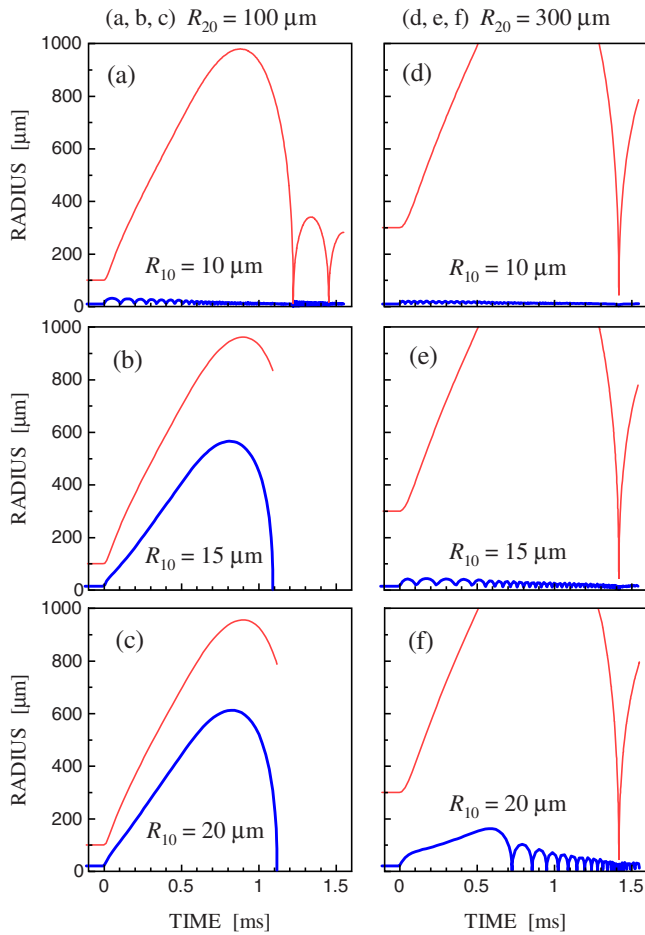 (a, b, c) R₂₀ = 100 μm
(d, e, f) R₂₀ = 300 μm
RADIUS [μm]
1000
800
600
400
200
0
(a)
R₁₀ = 10 μm
(d)
R₁₀ = 10 μm
RADIUS [μm]
1000
800
600
400
200
0
(b)
R₁₀ = 15 μm
(e)
R₁₀ = 15 μm
RADIUS [μm]
1000
800
600
400
200
0
(c)
R₁₀ = 20 μm
(f)
R₁₀ = 20 μm
0 0.5 1 1.5
0 0.5 1 1.5
TIME [ms]
TIME [ms]